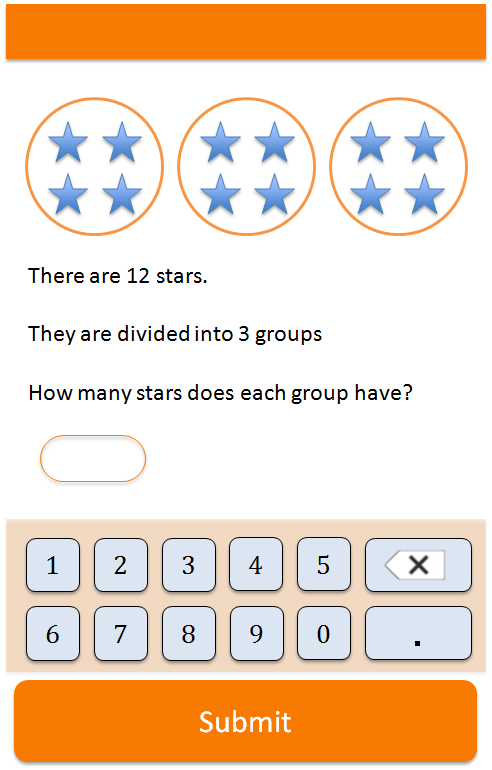 There are 12 stars.
They are divided into 3 groups
How many stars does each group have?
1 2 3 4 5
6 7 8 9 0 .
Submit